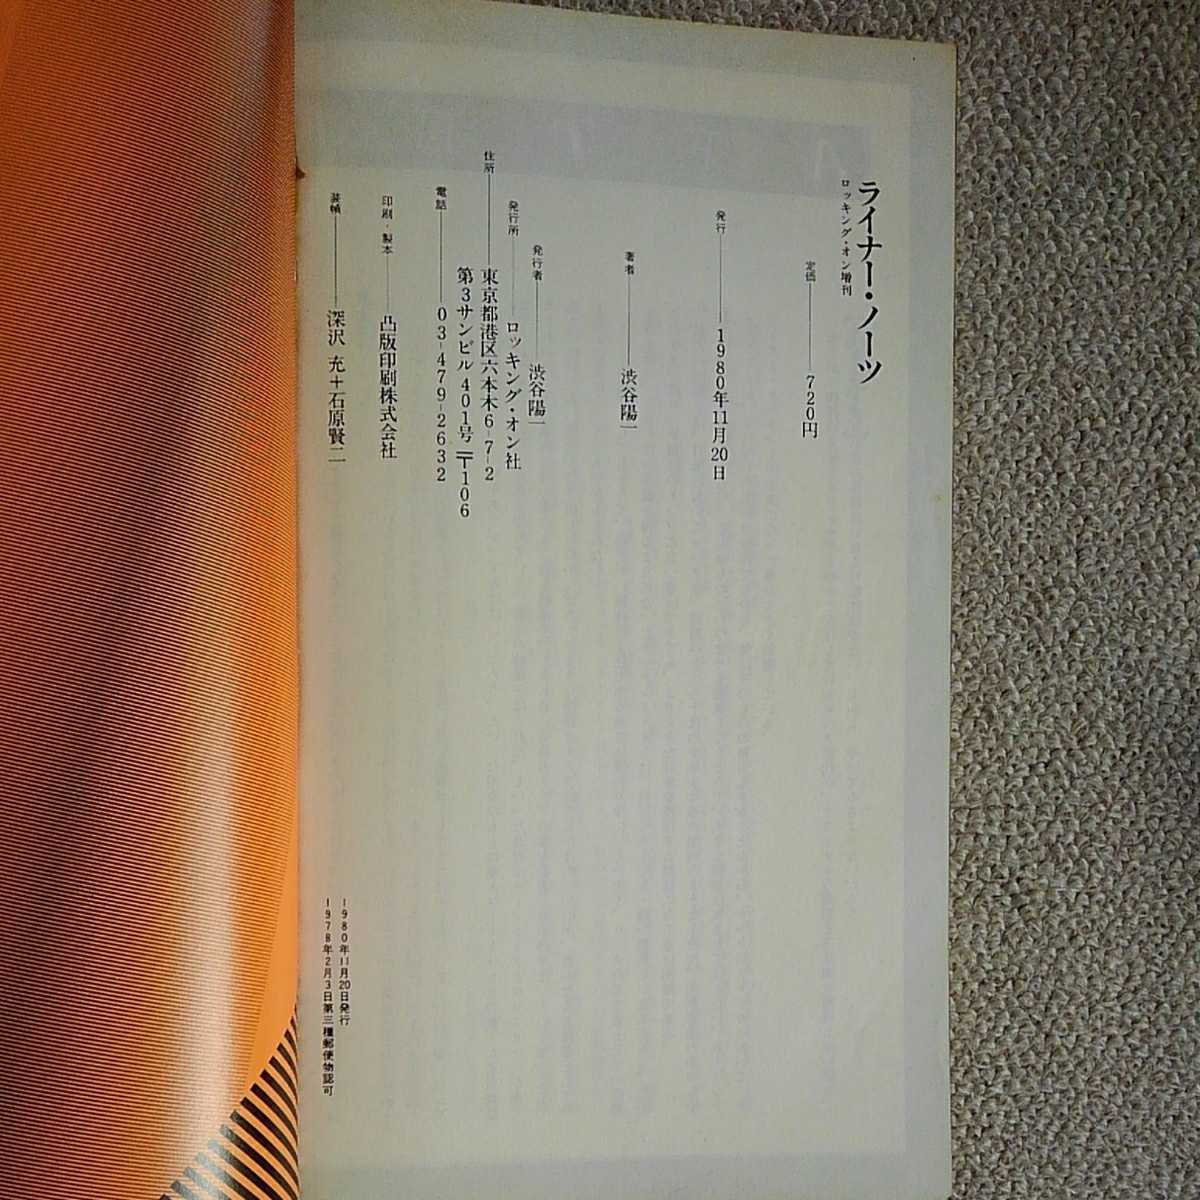 ライナー・ノーツ
ロッキング・オン増刊
定価――720円
発行――1980年11月20日
著者――渋谷陽一
発行者――渋谷陽一
発行所――ロッキング・オン社
住所――東京都港区六本木6-7-2
第3サンビル 401号 〒106
電話――03-479-2632
印刷・製本――凸版印刷株式会社
装幀――深沢 充+石原賢二
1980年11月20日発行
1978年2月3日第三種郵便物認可